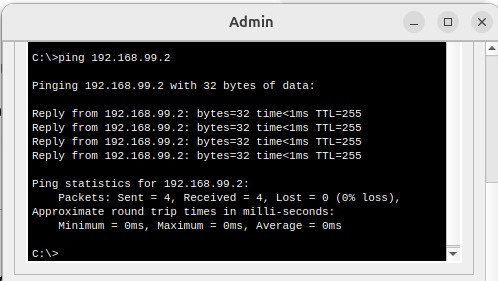 Admin
C:\>ping 192.168.99.2
Pinging 192.168.99.2 with 32 bytes of data:
Reply from 192.168.99.2: bytes=32 time<1ms TTL=255
Reply from 192.168.99.2: bytes=32 time<1ms TTL=255
Reply from 192.168.99.2: bytes=32 time<1ms TTL=255
Reply from 192.168.99.2: bytes=32 time<1ms TTL=255
Ping statistics for 192.168.99.2:
    Packets: Sent = 4, Received = 4, Lost = 0 (0% loss),
Approximate round trip times in milli-seconds:
    Minimum = 0ms, Maximum = 0ms, Average = 0ms
C:\>